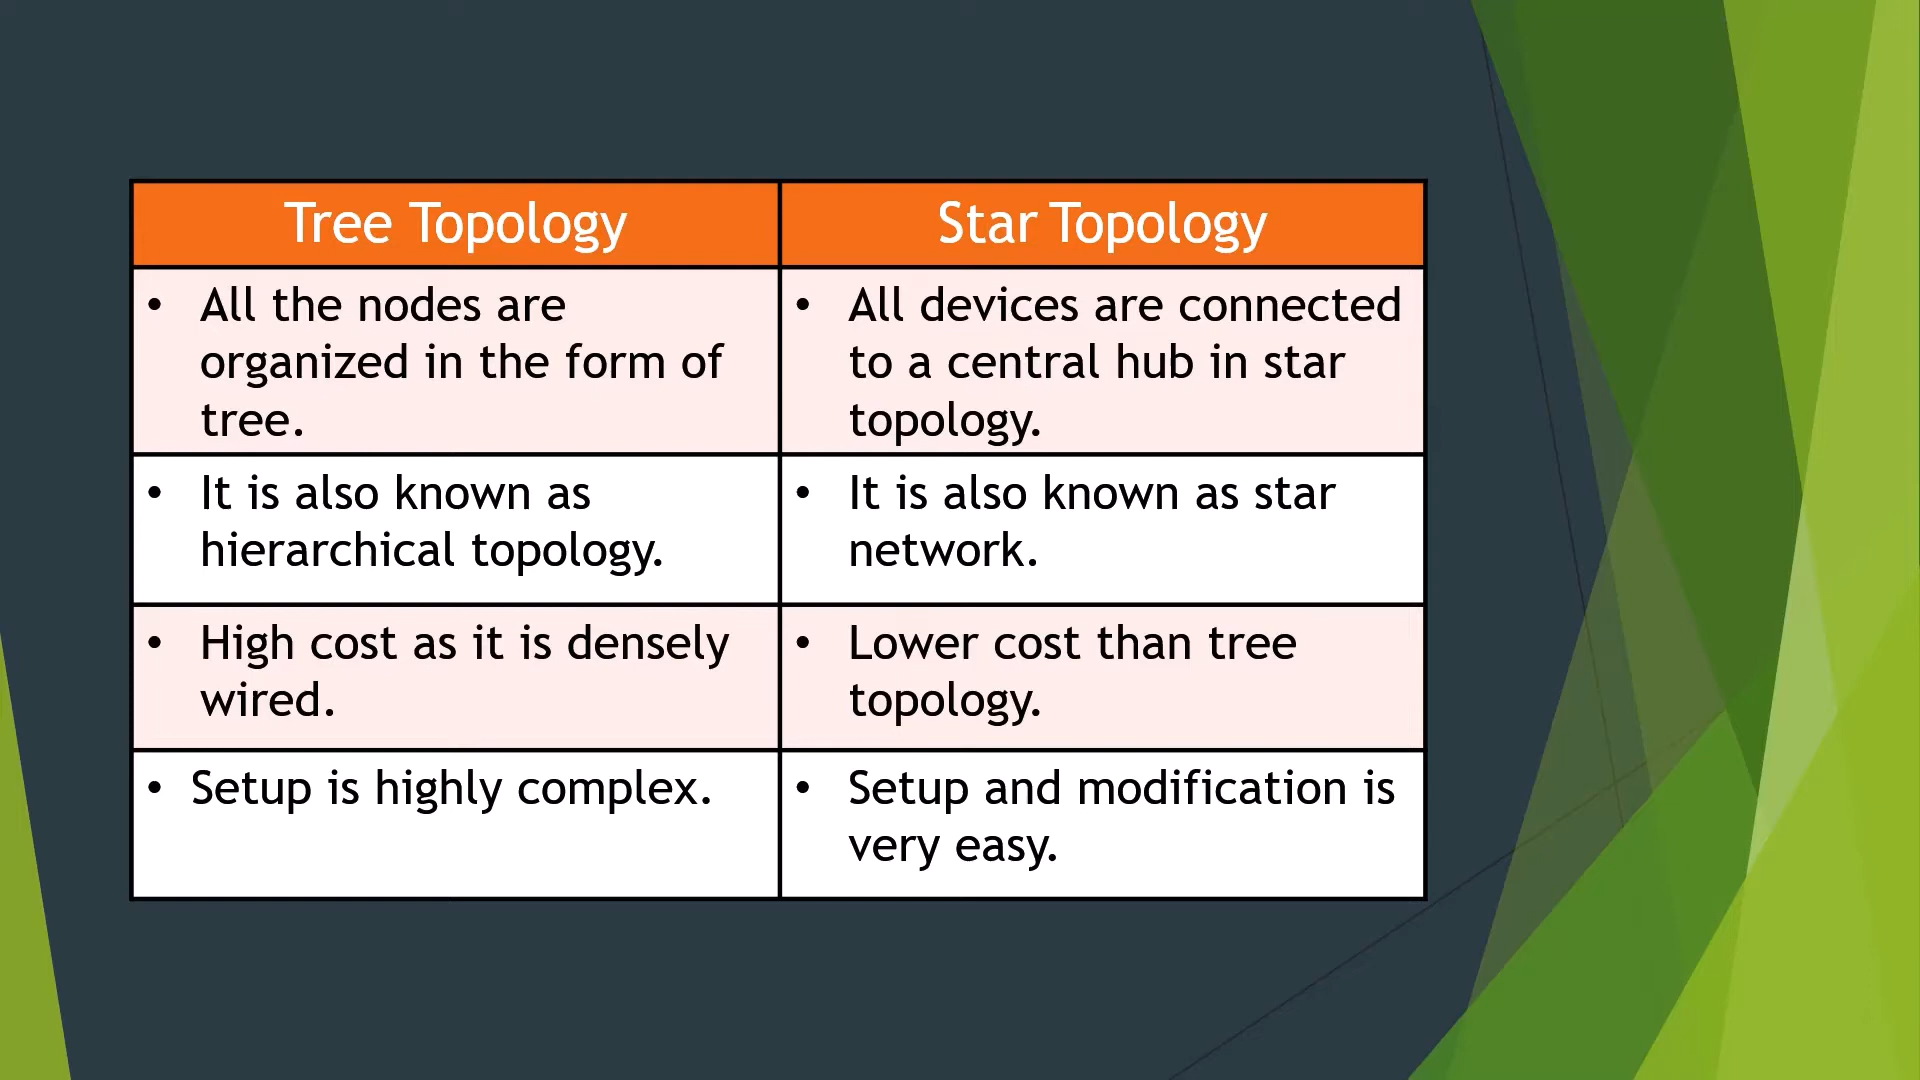 Tree Topology
Star Topology
• All the nodes are
organized in the form of
tree.
• All devices are connected
to a central hub in star
topology.
• It is also known as
hierarchical topology.
• It is also known as star
network.
• High cost as it is densely
wired.
• Lower cost than tree
topology.
• Setup is highly complex.
• Setup and modification is
very easy.